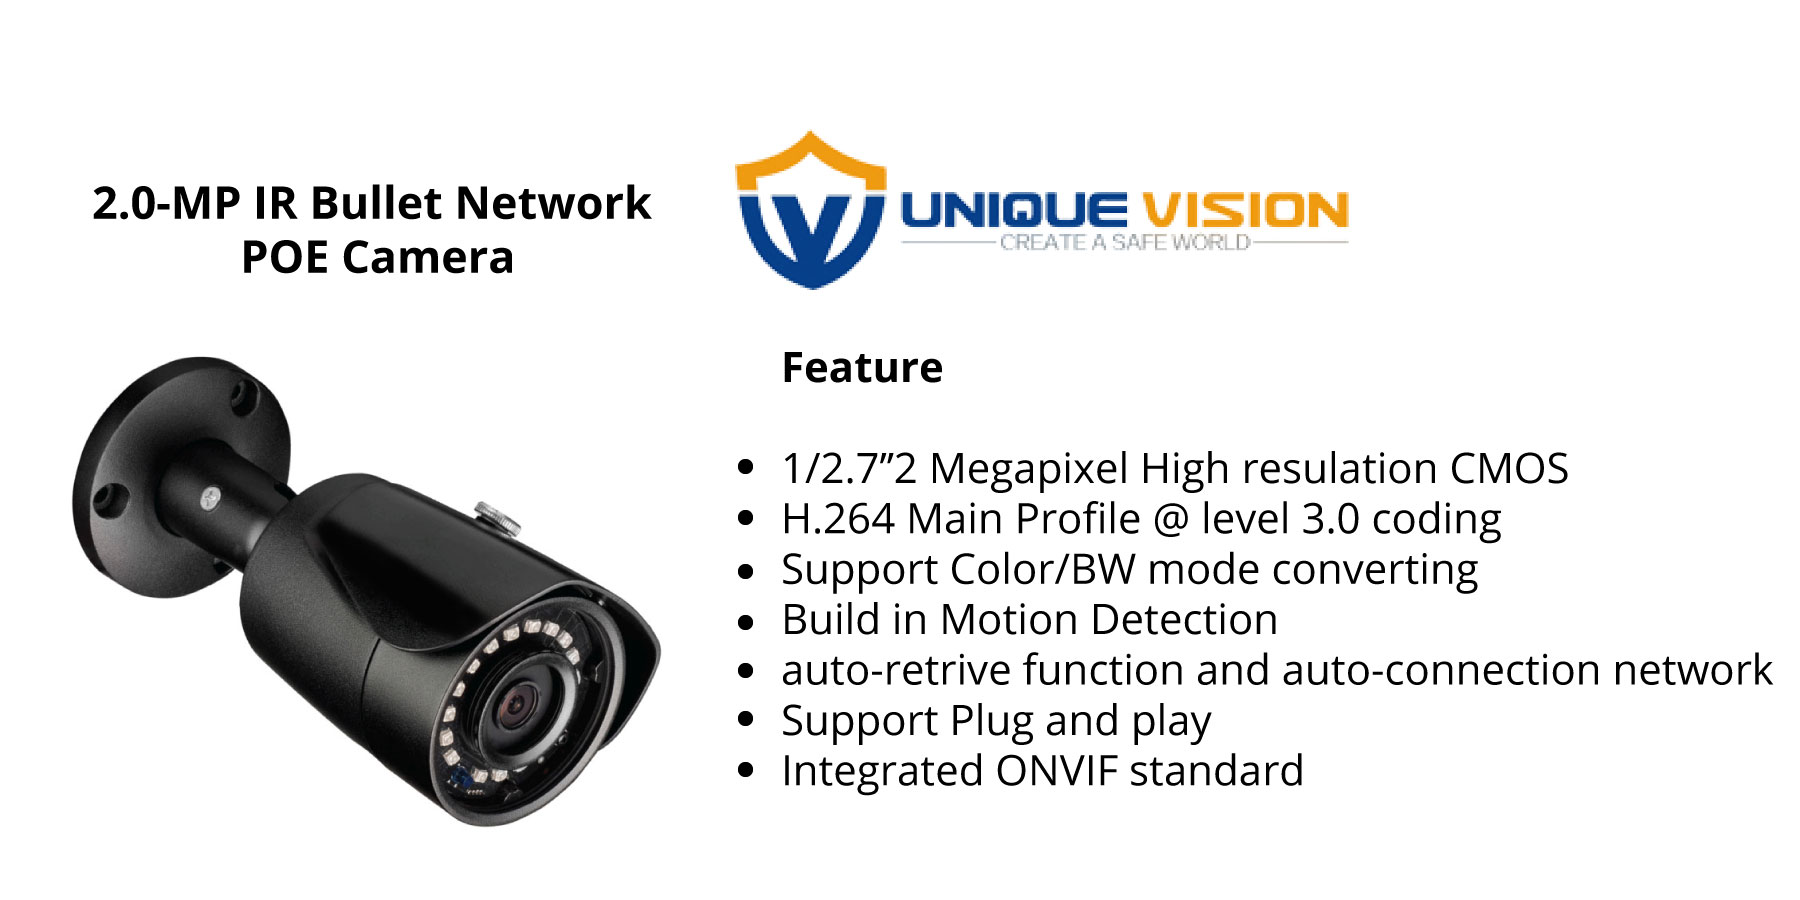 2.0-MP IR Bullet Network
POE Camera
UNIQUE VISION
CREATE A SAFE WORLD
Feature
• 1/2.7”2 Megapixel High resulation CMOS
• H.264 Main Profile @ level 3.0 coding
• Support Color/BW mode converting
• Build in Motion Detection
• auto-retrive function and auto-connection network
• Support Plug and play
• Integrated ONVIF standard